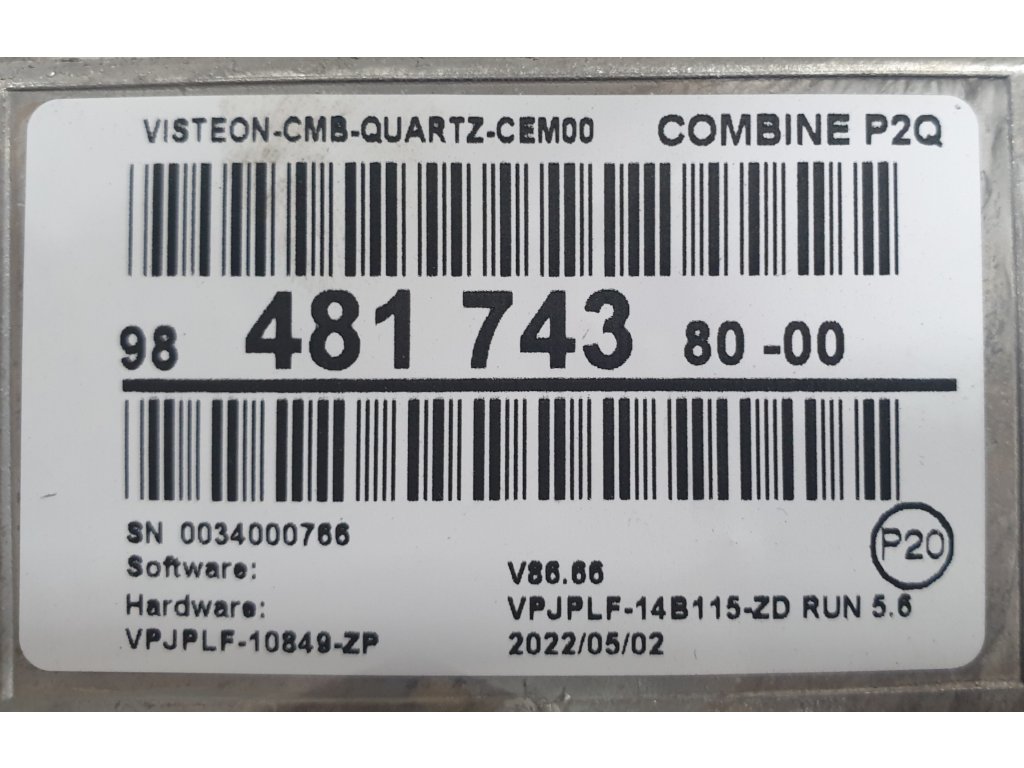 VISTEON-CMB-QUARTZ-CEM00 COMBINE P2Q
98 481 743 80 -00
SN 0034000766
P20
Software: V86.66
Hardware: VPJPLF-14B115-ZD RUN 5.6
VPJPLF-10849-ZP 2022/05/02